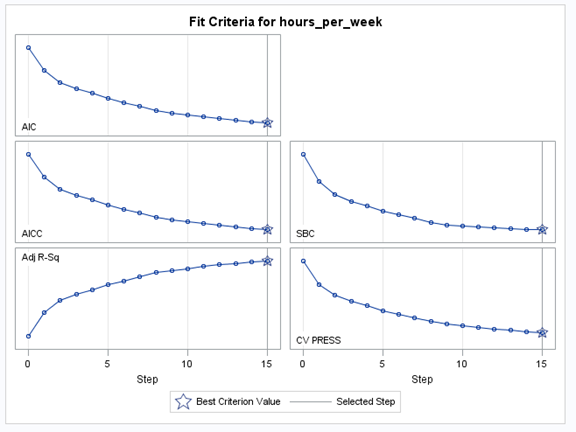 Fit Criteria for hours_per_week
AIC
AICC
SBC
Adj R-Sq
CV PRESS
0 5 10 15 0 5 10 15
Step Step
Best Criterion Value Selected Step